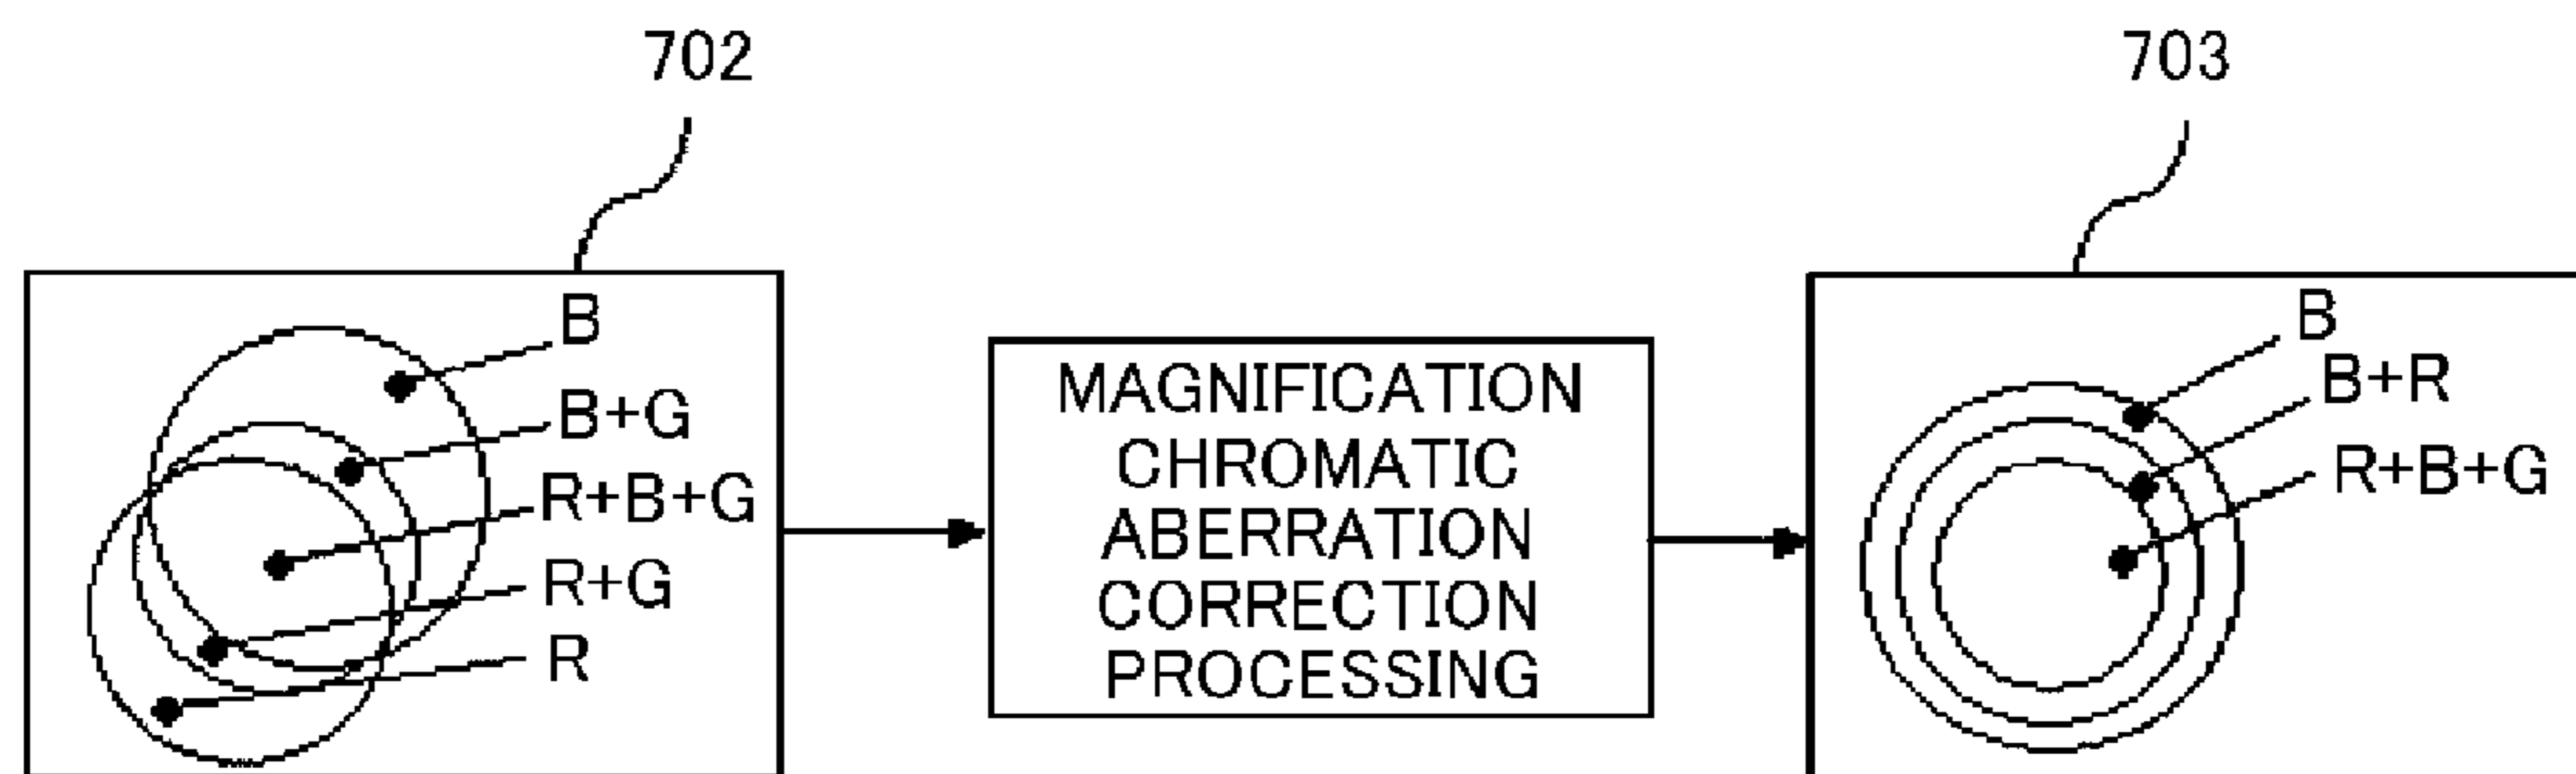 702
703
B
B+G
R+B+G
R+G
R
MAGNIFICATION
CHROMATIC
ABERRATION
CORRECTION
PROCESSING
B
B+R
R+B+G